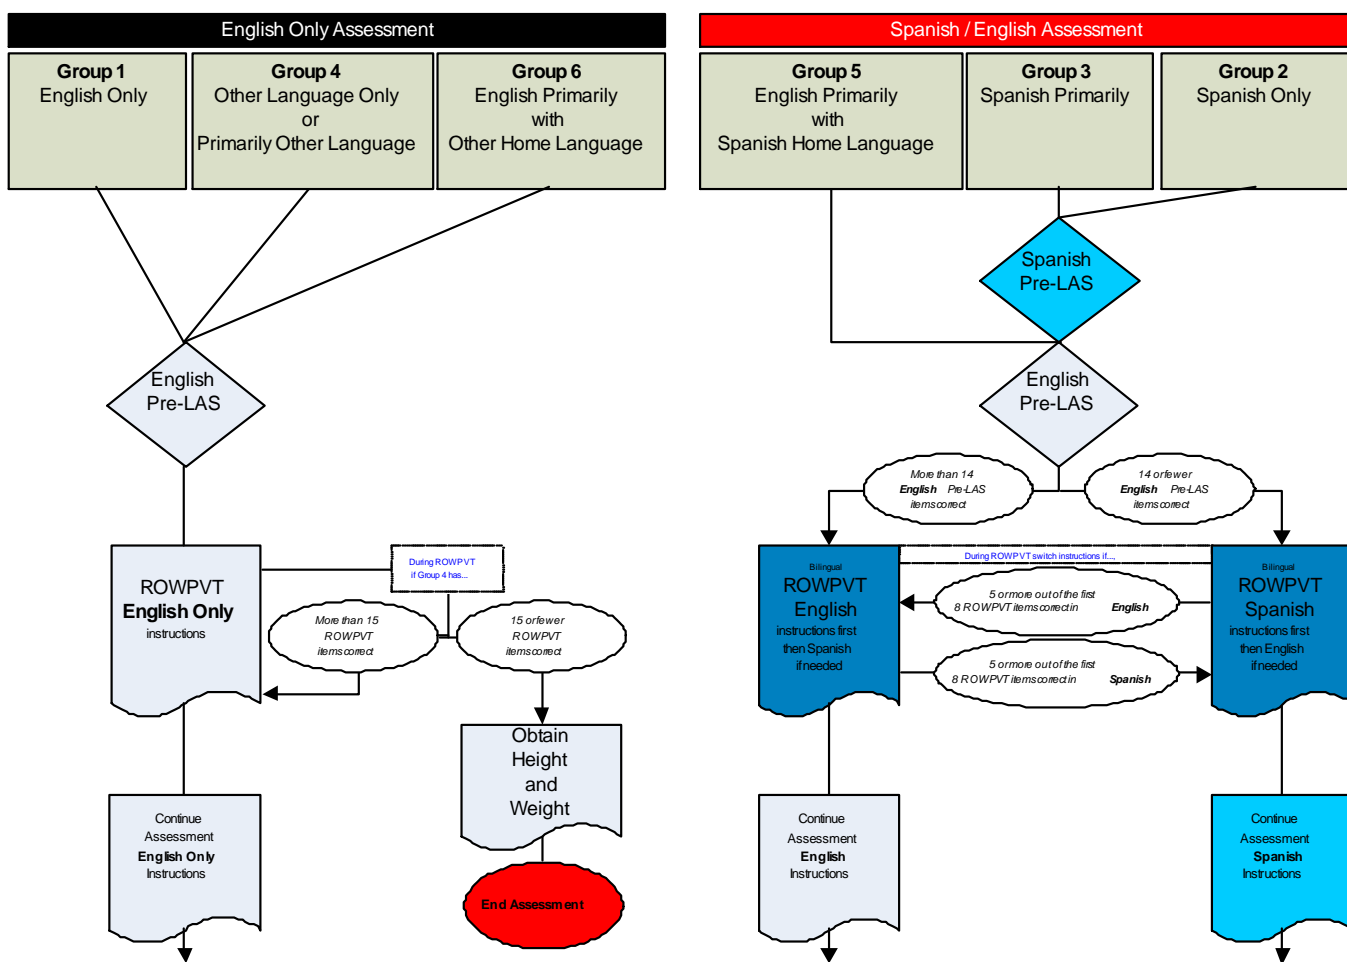 English Only Assessment
Group 1
English Only
Group 4
Other Language Only
or
Primarily Other Language
Group 6
English Primarily
with
Other Home Language
English
Pre-LAS
ROWPVT
English Only
instructions
During ROWPVT
if Group 4 has...
More than 15
ROWPVT
items correct
15 or fewer
ROWPVT
items correct
Obtain
Height
and
Weight
Continue
Assessment
English Only
Instructions
End Assessment
Spanish / English Assessment
Group 5
English Primarily
with
Spanish Home Language
Group 3
Spanish Primarily
Group 2
Spanish Only
Spanish
Pre-LAS
English
Pre-LAS
More than 14
English Pre-LAS
items correct
14 or fewer
English Pre-LAS
items correct
Bilingual
ROWPVT
English
instructions first
then Spanish
if needed
During ROWPVT switch instructions if....
5 or more out of the first
8 ROWPVT items correct in English
5 or more out of the first
8 ROWPVT items correct in Spanish
Bilingual
ROWPVT
Spanish
instructions first
then English
if needed
Continue
Assessment
English
Instructions
Continue
Assessment
Spanish
Instructions